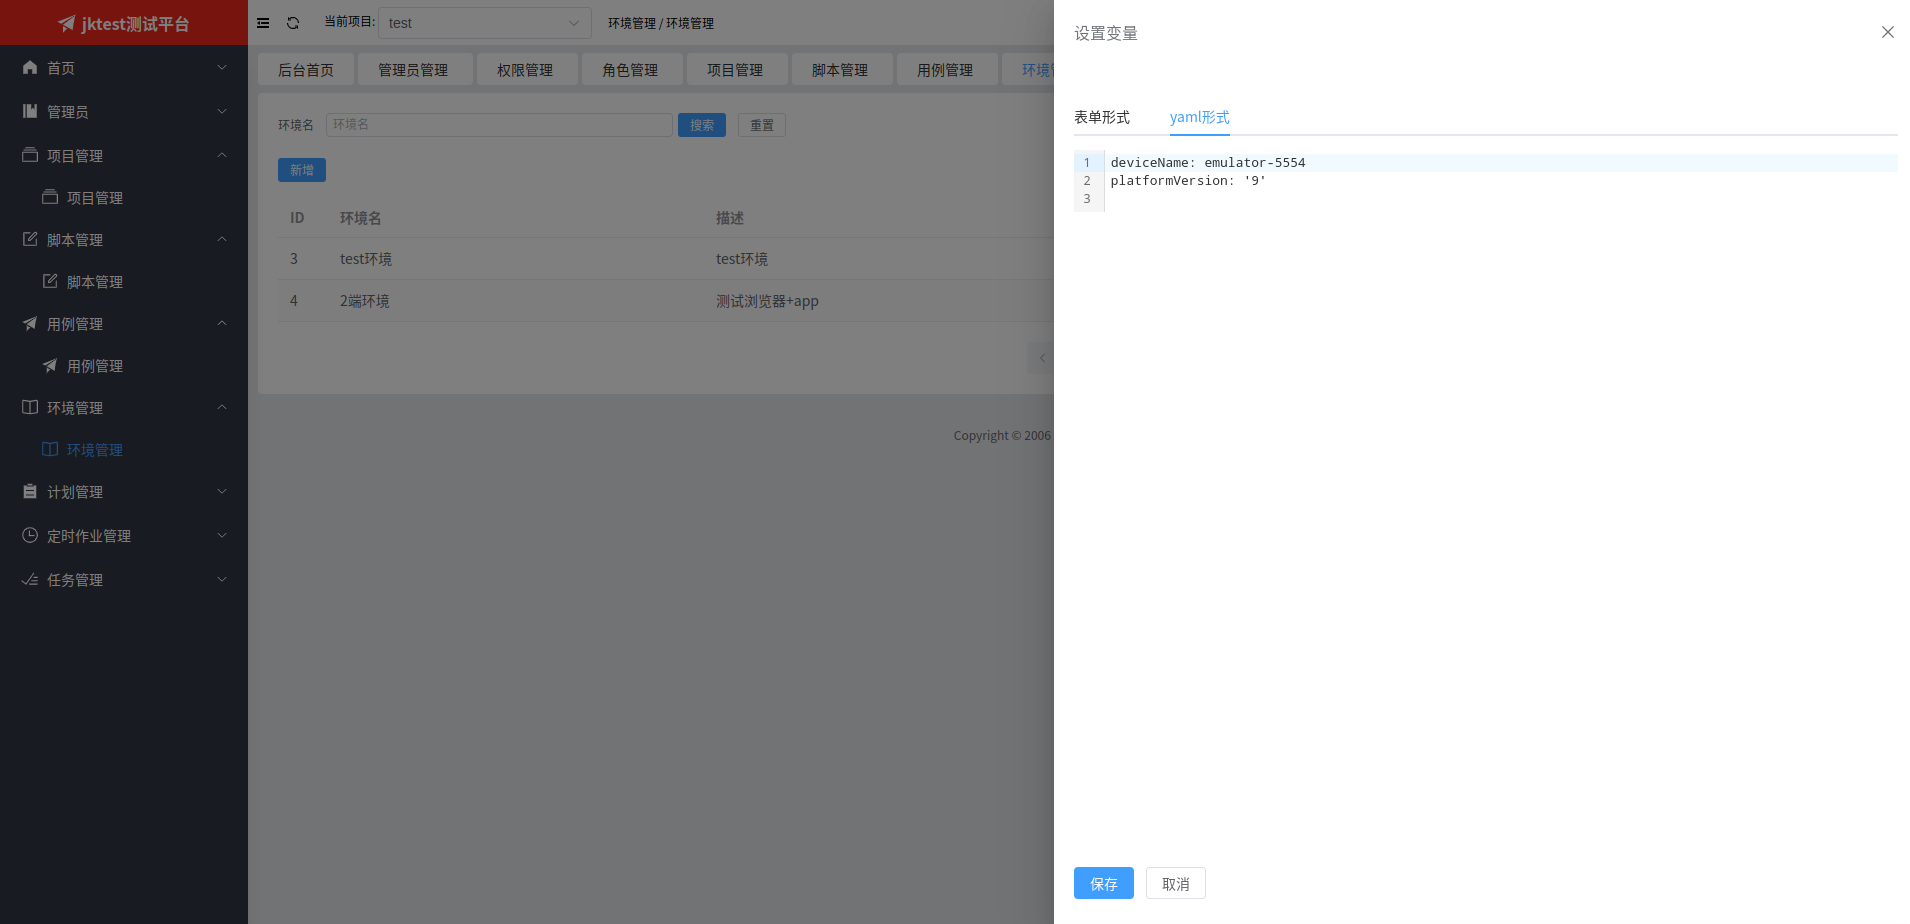 jktest测试平台
首页
管理员
项目管理
项目管理
脚本管理
脚本管理
用例管理
用例管理
环境管理
环境管理
计划管理
定时作业管理
任务管理
当前项目: test 环境管理 / 环境管理
后台首页 管理员管理 权限管理 角色管理 项目管理 脚本管理 用例管理
环境名 环境名 搜索 重置
新增
ID 环境名 描述
3 test环境 test环境
4 2端环境 测试浏览器+app
Copyright © 2006
设置变量
表单形式 yaml形式
1 deviceName: emulator-5554
2 platformVersion: '9'
3
保存 取消